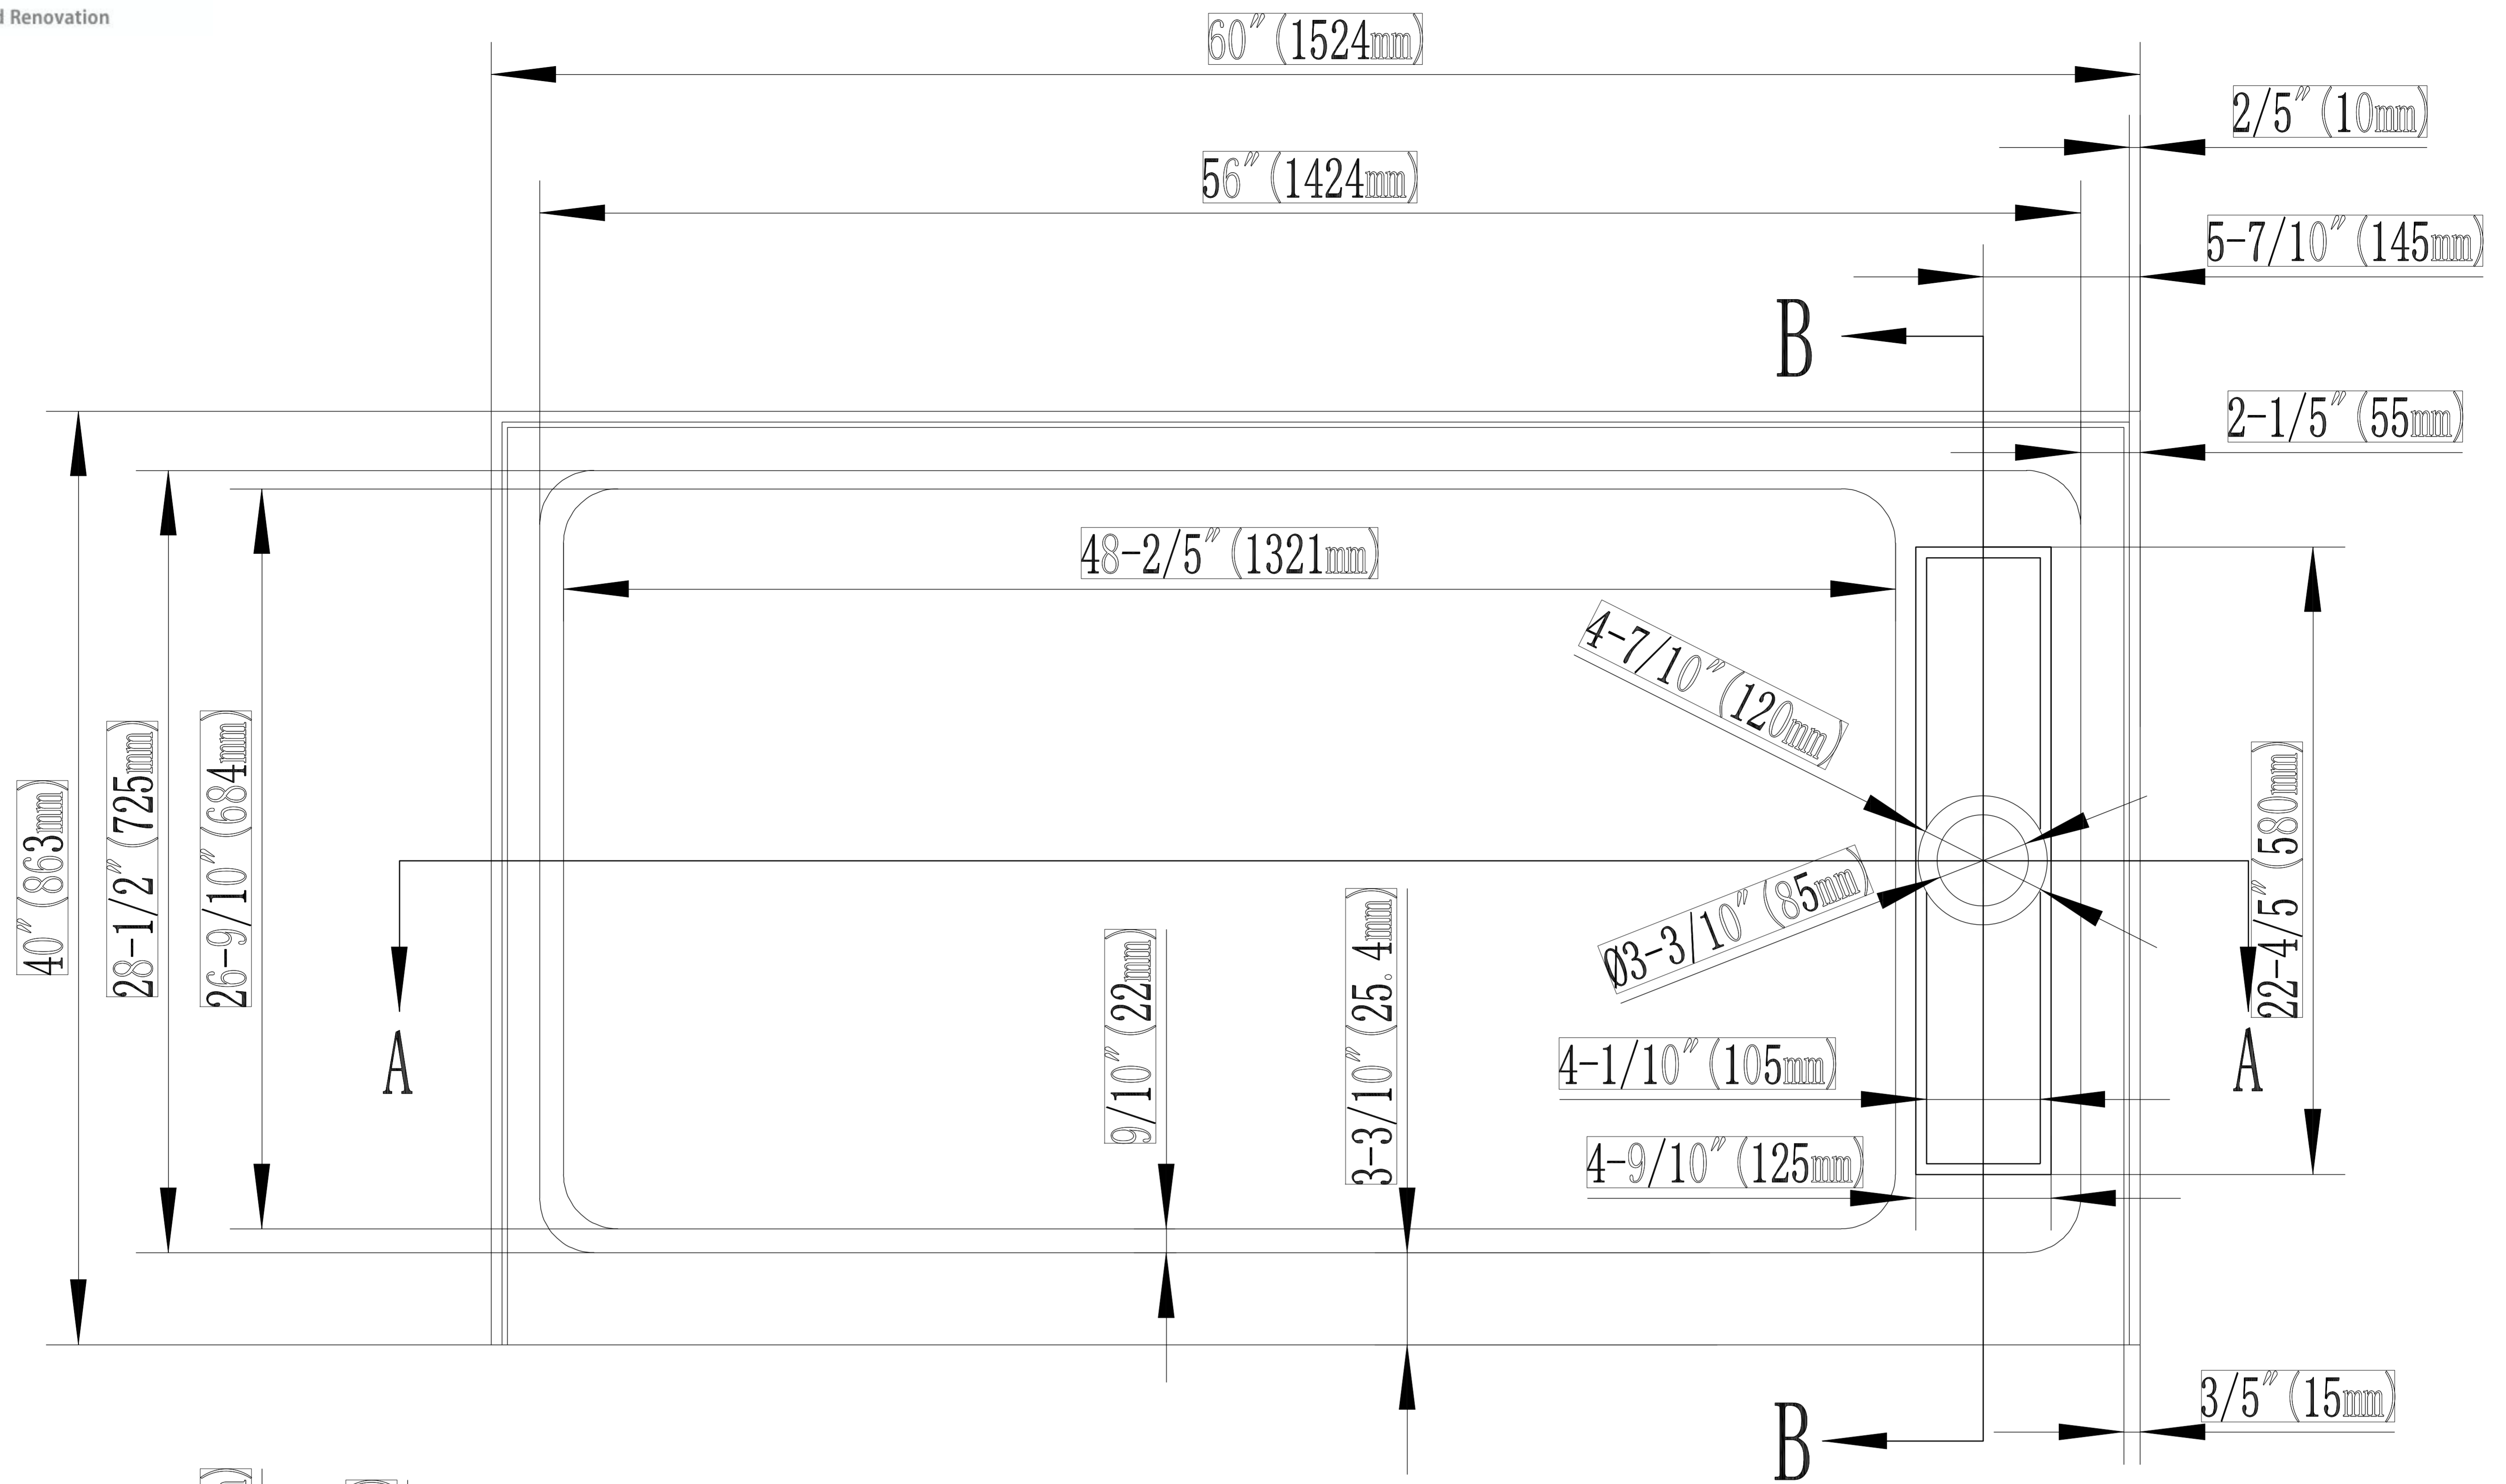 d Renovation
60″(1524mm)
2/5″(10mm)
56″(1424mm)
5-7/10″(145mm)
B
2-1/5″(55mm)
48-2/5″(1321mm)
4-7/10″(120mm)
40″(863mm)
28-1/2″(725mm)
26-9/10″(684mm)
22-4/5″(580mm)
Ø3-3/10″(85mm)
9/10″(22mm)
3-3/10″(25.4mm)
A
A
4-1/10″(105mm)
4-9/10″(125mm)
3/5″(15mm)
B